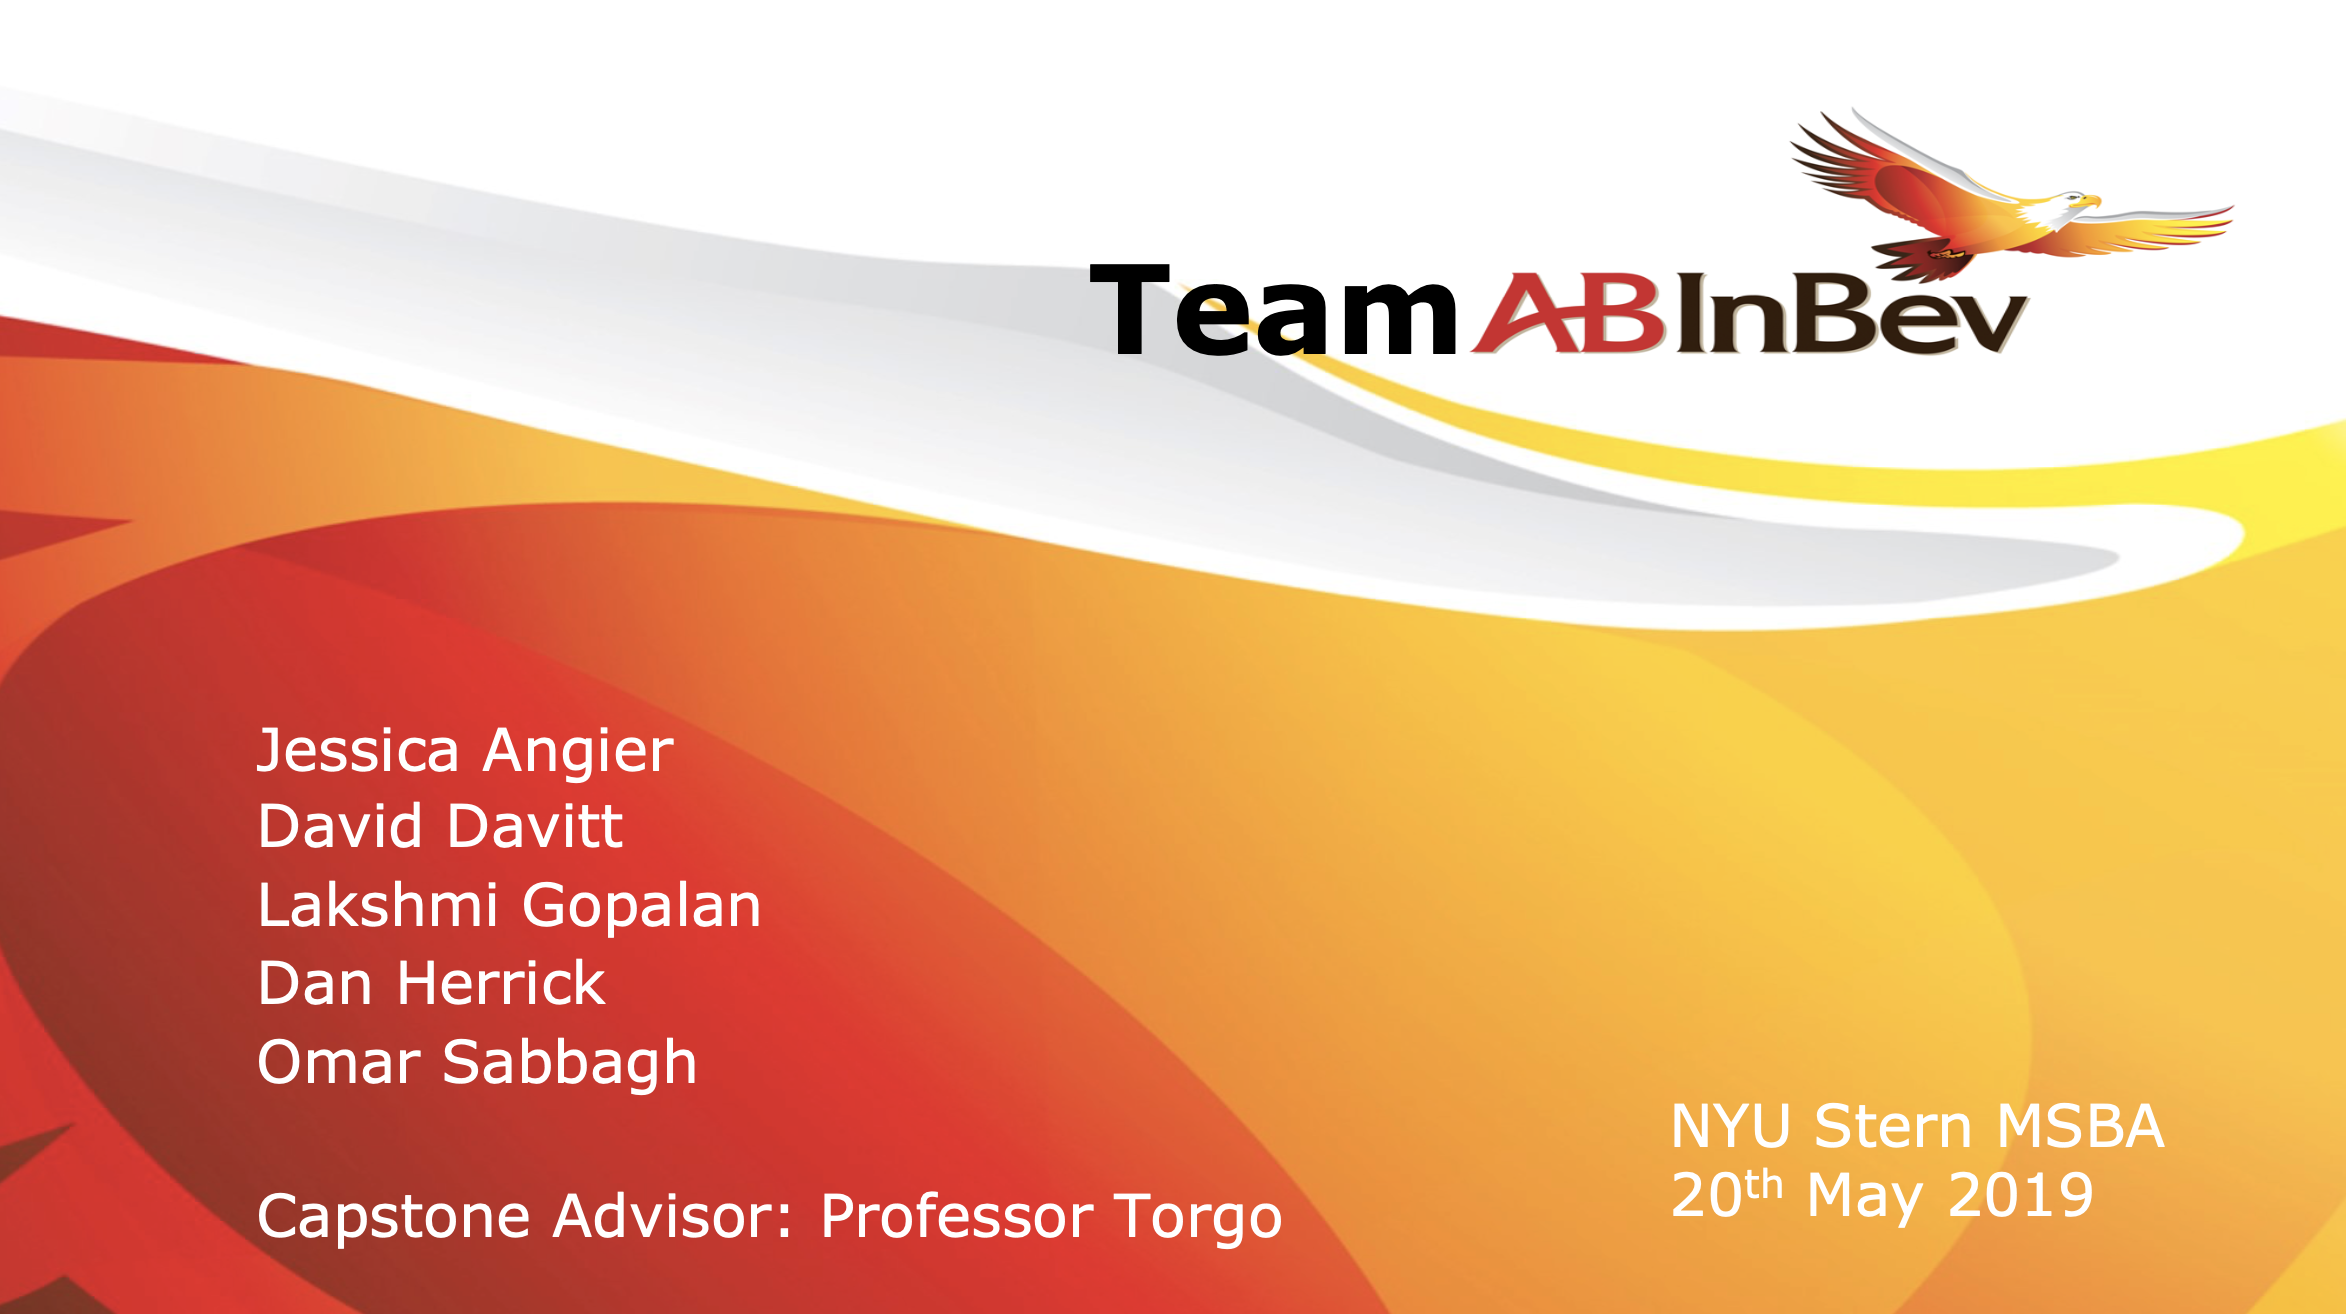 Team ABInBev
Jessica Angier
David Davitt
Lakshmi Gopalan
Dan Herrick
Omar Sabbagh
Capstone Advisor: Professor Torgo
NYU Stern MSBA
20th May 2019